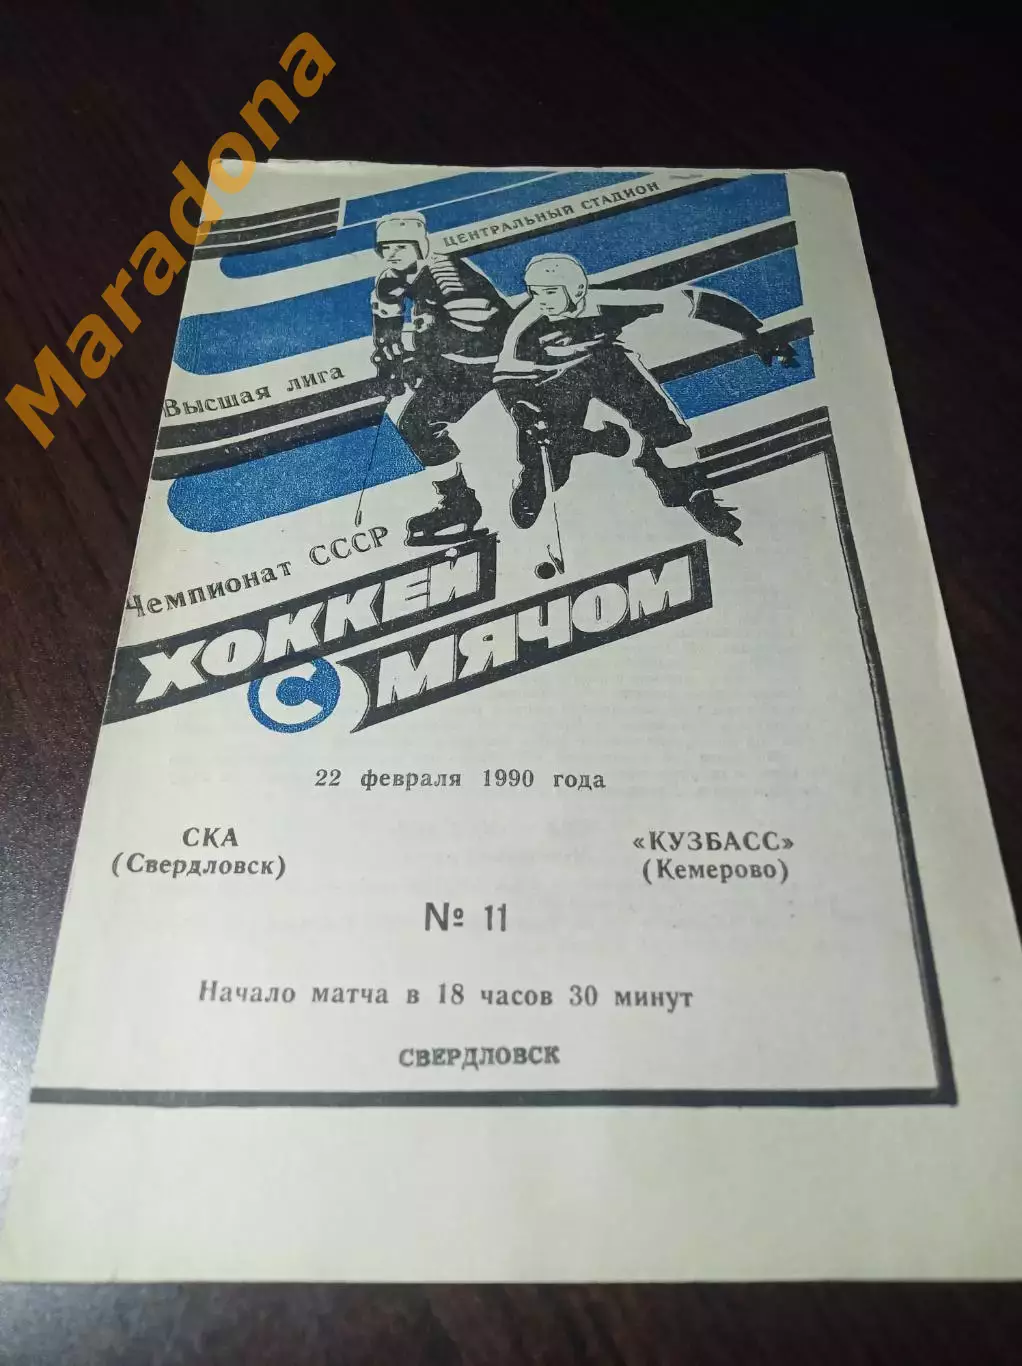 Maradona
ЦЕНТРАЛЬНЫЙ СТАДИОН
Высшая лига
Чемпионат СССР
ХОККЕЙ
С МЯЧОМ
22 февраля 1990 года
СКА
(Свердловск)
«КУЗБАСС»
(Кемерово)
№ 11
Начало матча в 18 часов 30 минут
СВЕРДЛОВСК